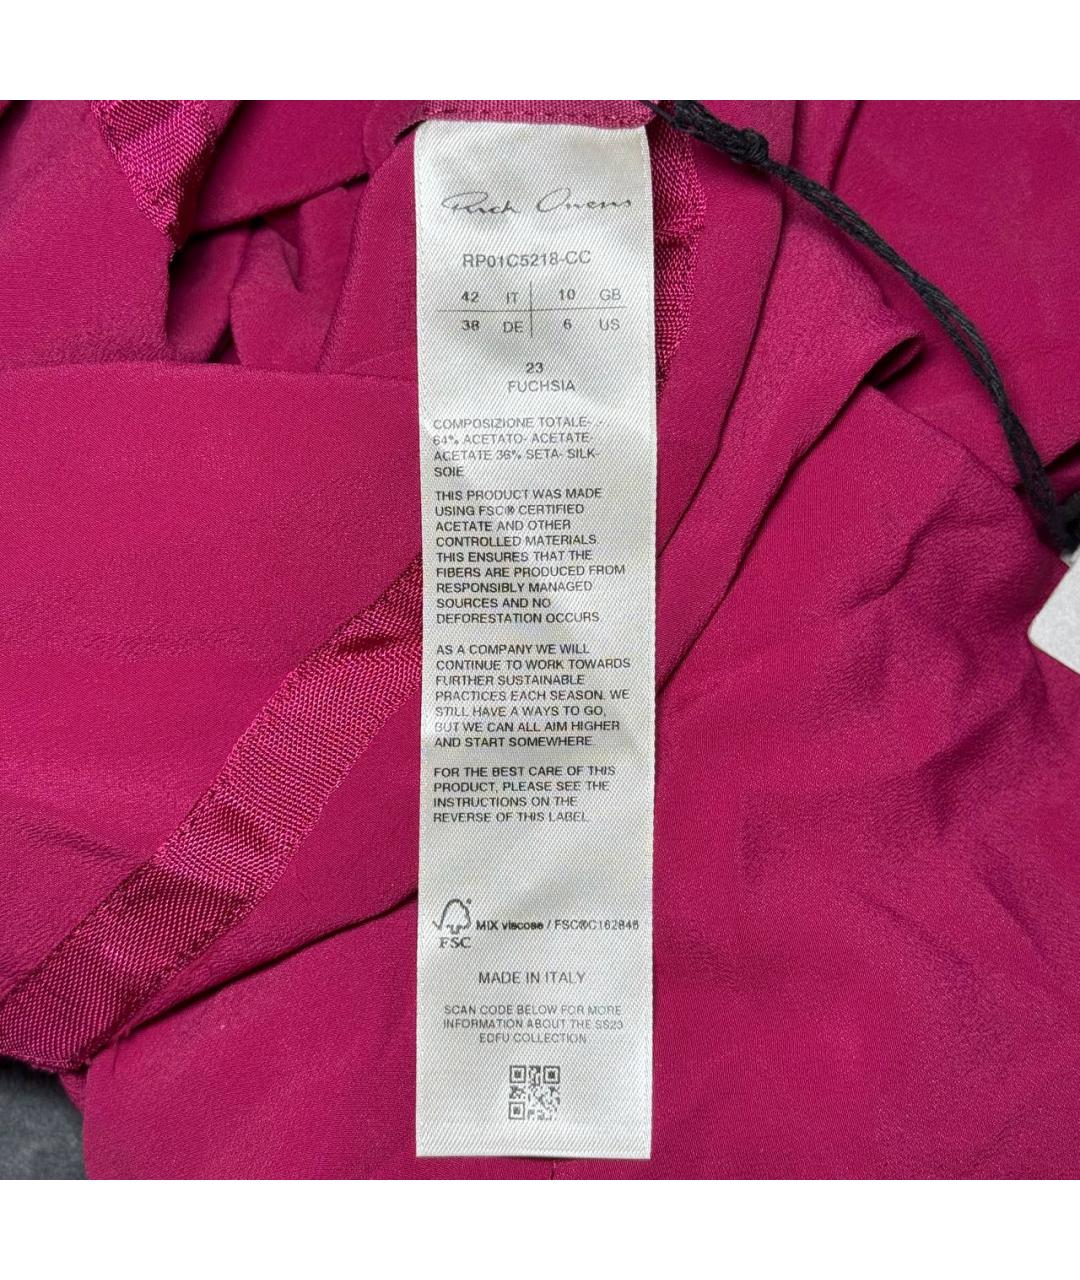 Rick Owens
RP01C5218-CC
42 IT 10 GB
38 DE 6 US
23
FUCHSIA
COMPOSIZIONE TOTALE- -
64% ACETATO- ACETATE-
ACETATE 36% SETA- SILK-
SOIE
THIS PRODUCT WAS MADE
USING FSC® CERTIFIED
ACETATE AND OTHER
CONTROLLED MATERIALS.
THIS ENSURES THAT THE
FIBERS ARE PRODUCED FROM
RESPONSIBLY MANAGED
SOURCES AND NO
DEFORESTATION OCCURS.
AS A COMPANY WE WILL
CONTINUE TO WORK TOWARDS
FURTHER SUSTAINABLE
PRACTICES EACH SEASON. WE
STILL HAVE A WAYS TO GO,
BUT WE CAN ALL AIM HIGHER
AND START SOMEWHERE.
FOR THE BEST CARE OF THIS
PRODUCT, PLEASE SEE THE
INSTRUCTIONS ON THE
REVERSE OF THIS LABEL.
MIX viscose / FSC®C162846
FSC
MADE IN ITALY
SCAN CODE BELOW FOR MORE
INFORMATION ABOUT THE SS23
EDFU COLLECTION